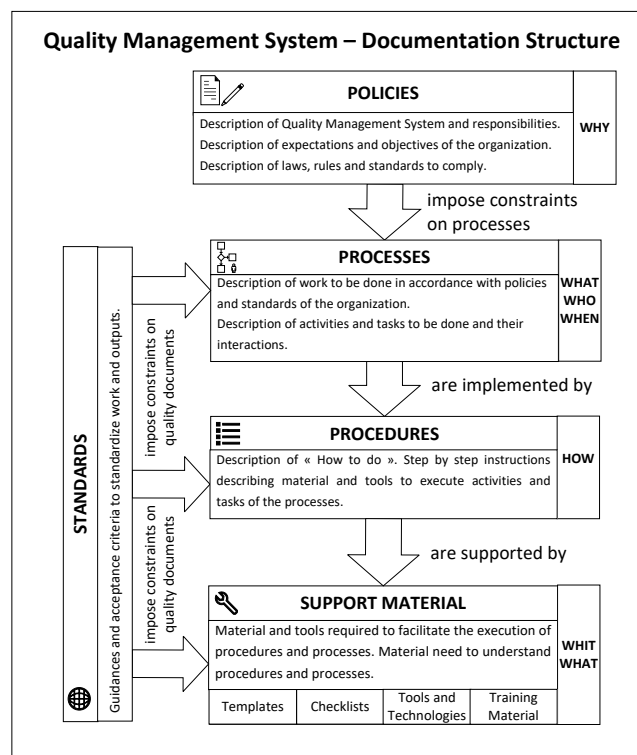 Quality Management System – Documentation Structure
POLICIES
Description of Quality Management System and responsibilities.
Description of expectations and objectives of the organization.
Description of laws, rules and standards to comply.
WHY
impose constraints
on processes
PROCESSES
Description of work to be done in accordance with policies
and standards of the organization.
Description of activities and tasks to be done and their
interactions.
WHAT
WHO
WHEN
are implemented by
PROCEDURES
Description of « How to do ». Step by step instructions
describing material and tools to execute activities and
tasks of the processes.
HOW
are supported by
SUPPORT MATERIAL
Material and tools required to facilitate the execution of
procedures and processes. Material need to understand
procedures and processes.
WHIT
WHAT
Templates
Checklists
Tools and
Technologies
Training
Material
STANDARDS
Guidances and acceptance criteria to standardize work and outputs.
impose constraints on
quality documents
impose constraints on
quality documents